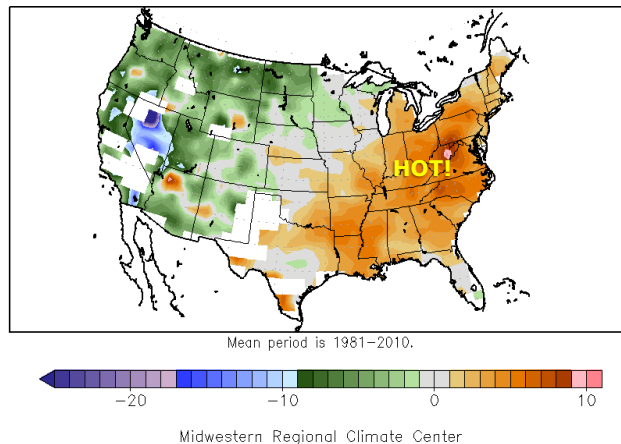 HOT!
Mean period is 1981–2010.
-20 -10 0 10
Midwestern Regional Climate Center